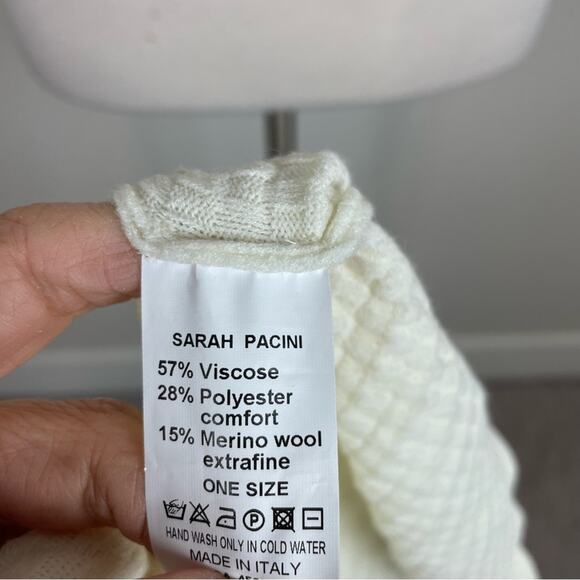 SARAH PACINI
57% Viscose
28% Polyester
comfort
15% Merino wool
extrafine
ONE SIZE
P
HAND WASH ONLY IN COLD WATER
MADE IN ITALY